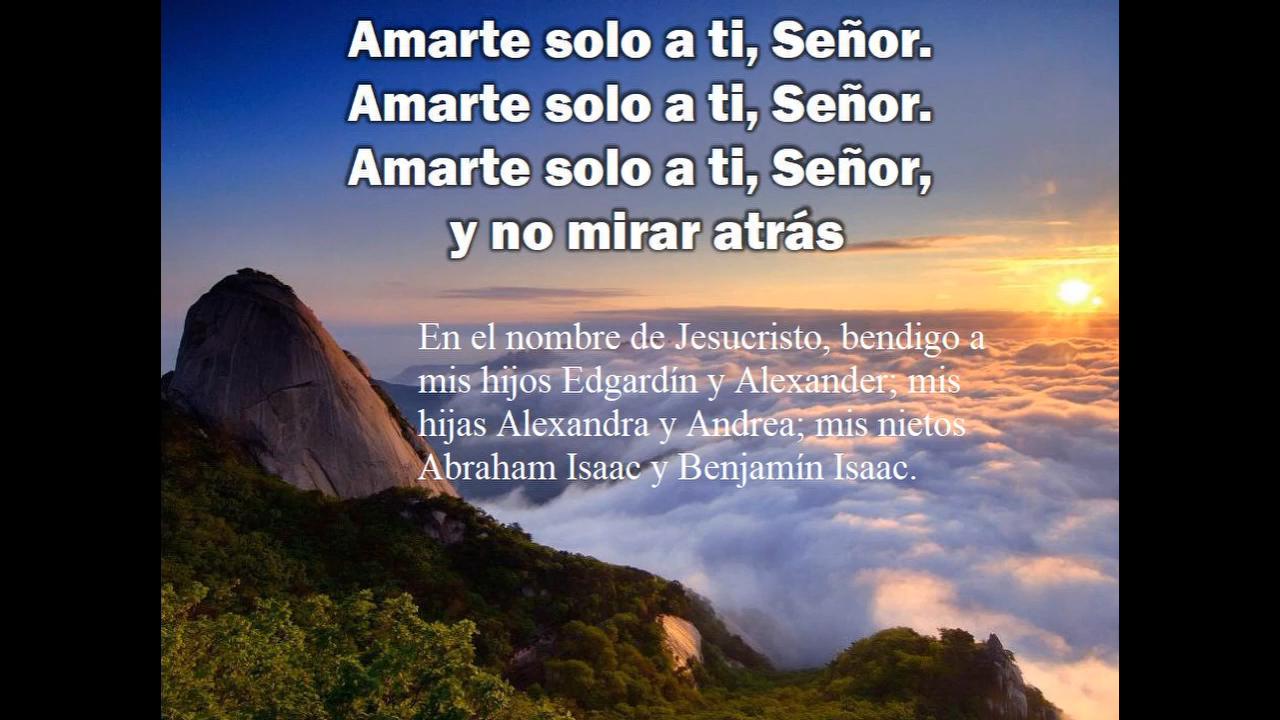 Amarte solo a ti, Señor.
Amarte solo a ti, Señor.
Amarte solo a ti, Señor,
y no mirar atrás
En el nombre de Jesucristo, bendigo a
mis hijos Edgardín y Alexander; mis
hijas Alexandra y Andrea; mis nietos
Abraham Isaac y Benjamín Isaac.